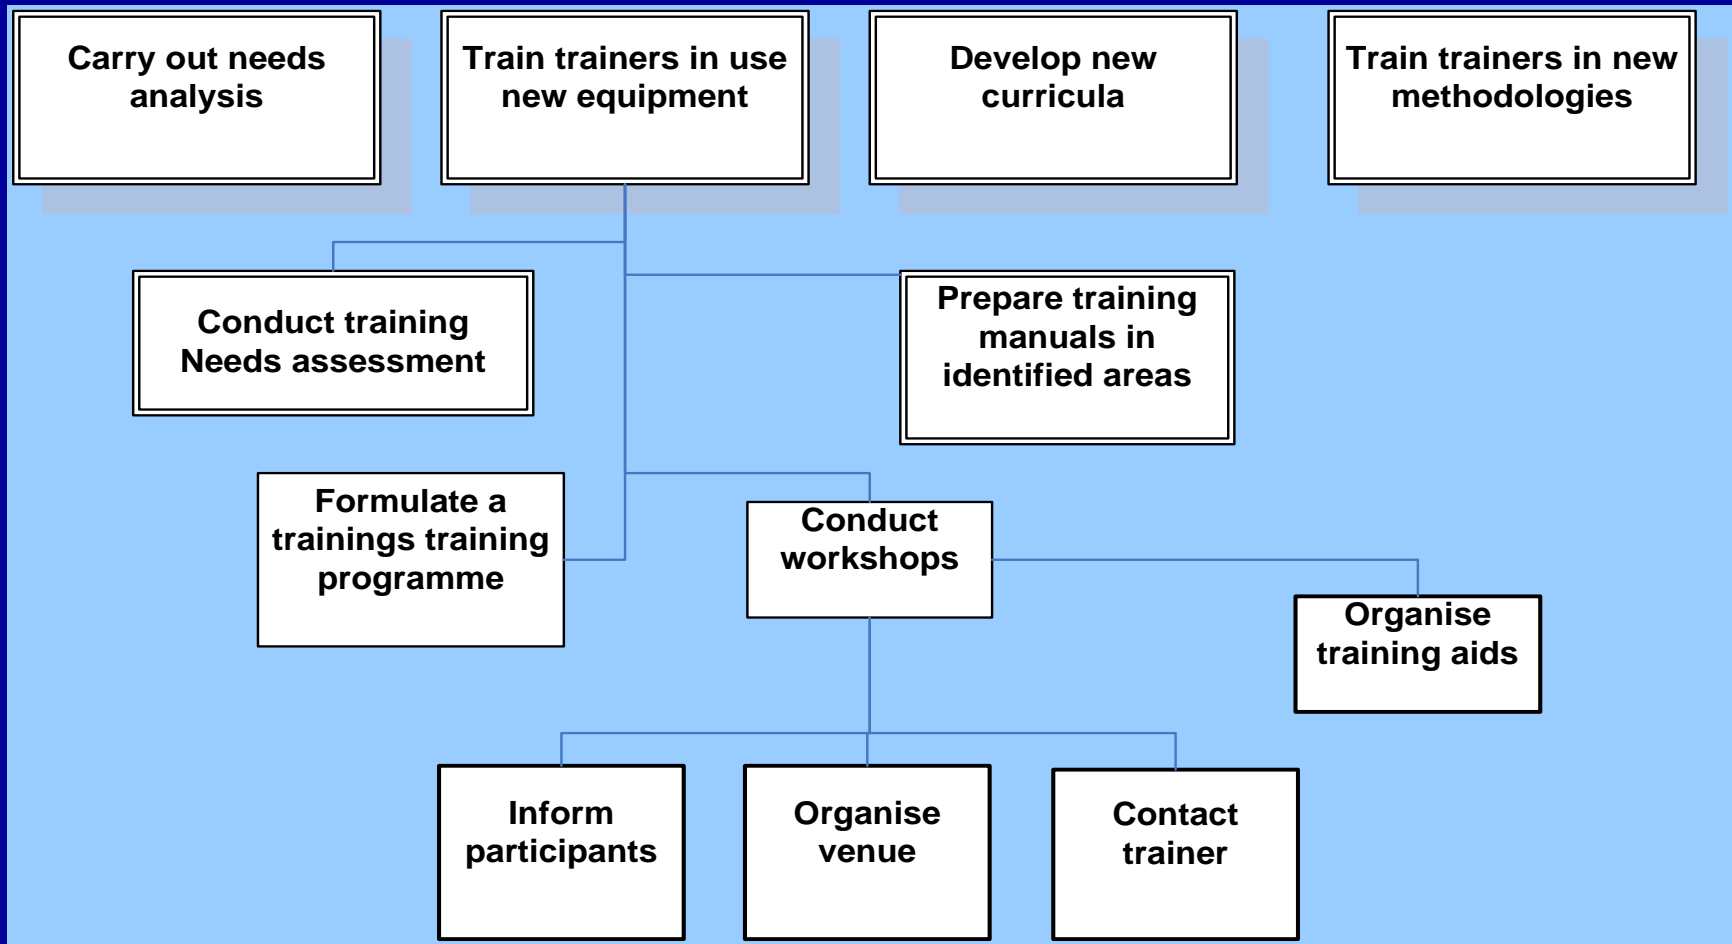 Carry out needs
analysis
Train trainers in use
new equipment
Develop new
curricula
Train trainers in new
methodologies
Conduct training
Needs assessment
Prepare training
manuals in
identified areas
Formulate a
trainings training
programme
Conduct
workshops
Organise
training aids
Inform
participants
Organise
venue
Contact
trainer